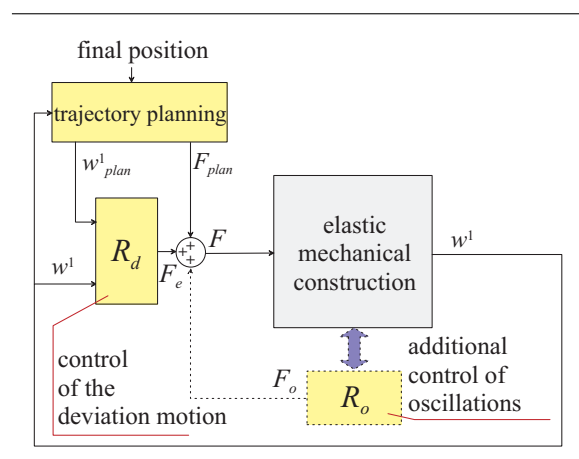 final position
trajectory planning
w¹plan
Fplan
Rd
+
+
+
F
Fe
w¹
elastic
mechanical
construction
w¹
control
of the
deviation motion
Fo
Ro
additional
control of
oscillations